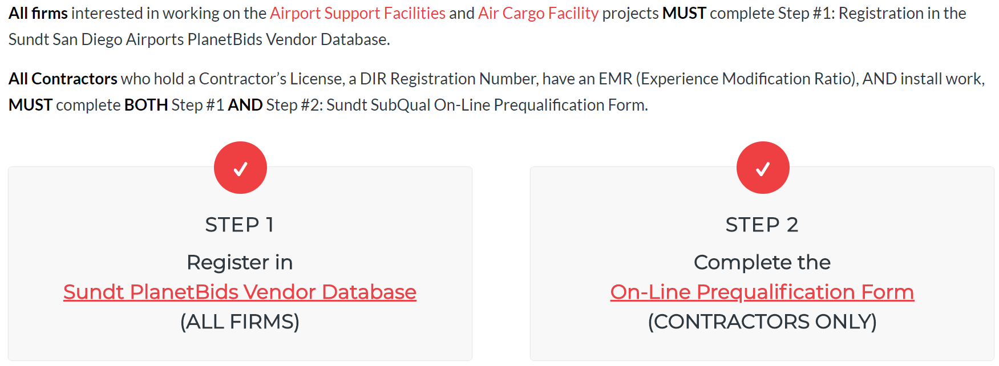 All firms interested in working on the Airport Support Facilities and Air Cargo Facility projects MUST complete Step #1: Registration in the
Sundt San Diego Airports PlanetBids Vendor Database.
All Contractors who hold a Contractor’s License, a DIR Registration Number, have an EMR (Experience Modification Ratio), AND install work,
MUST complete BOTH Step #1 AND Step #2: Sundt SubQual On-Line Prequalification Form.
STEP 1
Register in
Sundt PlanetBids Vendor Database
(ALL FIRMS)
STEP 2
Complete the
On-Line Prequalification Form
(CONTRACTORS ONLY)